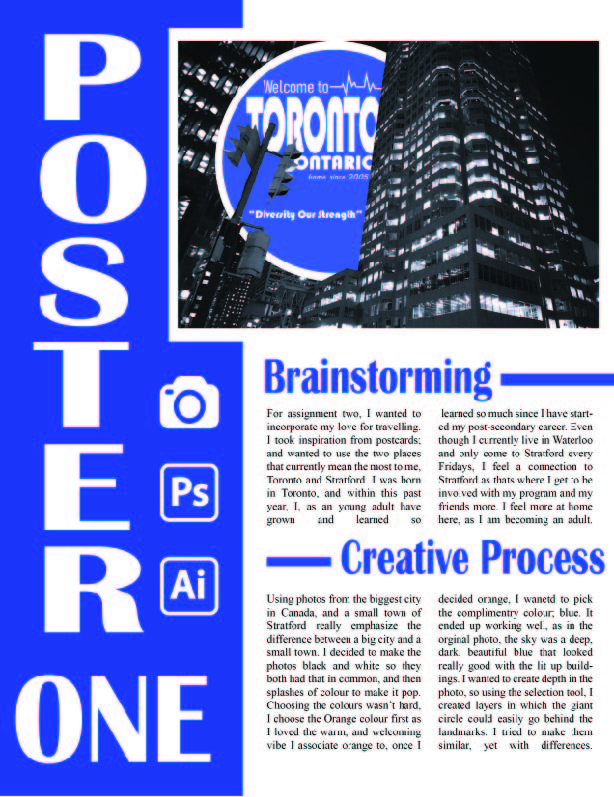 POSTER
ONE
Welcome to
TORONTO
ONTARIO
home since 2005
"Diversity Our Strength"
Ps
Ai
Brainstorming
For assignment two, I wanted to
incorporate my love for travelling.
I took inspiration from postcards;
and wanted to use the two places
that currently mean the most to me,
Toronto and Stratford. I was born
in Toronto, and within this past
year, I, as an young adult have
grown and learned so
learned so much since I have start-
ed my post-secondary career. Even
though I currently live in Waterloo
and only come to Stratford every
Fridays, I feel a connection to
Stratford as thats where I get to be
involved with my program and my
friends more. I feel more at home
here, as I am becoming an adult.
Creative Process
Using photos from the biggest city
in Canada, and a small town of
Stratford really emphasize the
difference between a big city and a
small town. I decided to make the
photos black and white so they
both had that in common, and then
splashes of colour to make it pop.
Choosing the colours wasn't hard,
I choose the Orange colour first as
I loved the warm, and welcoming
vibe I associate orange to, once I
decided orange, I wanetd to pick
the complimentry colour; blue. It
ended up working well, as in the
orginal photo, the sky was a deep,
dark beautiful blue that looked
really good with the lit up build-
ings. I wanted to create depth in the
photo, so using the selection tool, I
created layers in which the giant
circle could easily go behind the
landmarks. I tried to make them
similar, yet with differences.